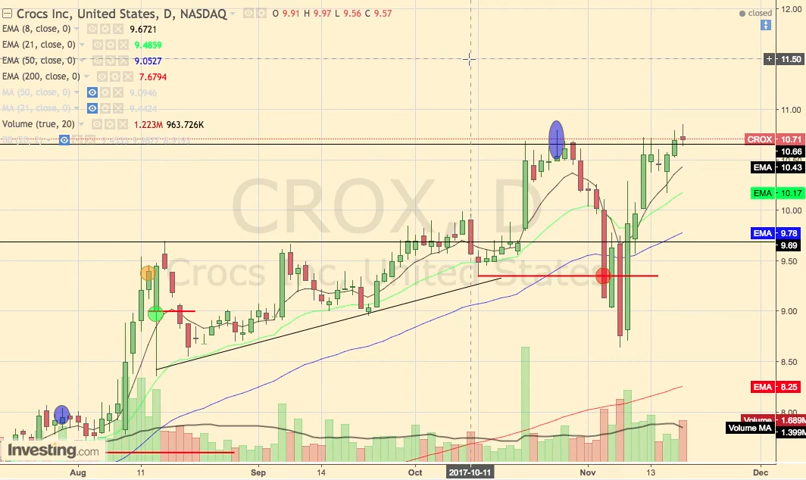 Crocs Inc, United States, D, NASDAQ O 9.91 H 9.97 L 9.56 C 9.57
closed
EMA (8, close, 0) 9.6721
EMA (21, close, 0) 9.4859
EMA (50, close, 0) 9.0527
EMA (200, close, 0) 7.6794
MA (50, close, 0) 9.0946
MA (21, close, 0) 9.4424
Volume (true, 20) 1.223M 963.726K
CROX, D
Crocs Inc, United States
12.00
11.50
11.00
CROX 10.71
10.66
EMA 10.43
EMA 10.17
10.00
EMA 9.78
9.69
9.50
9.00
8.50
EMA 8.25
8.00
Volume 1.689M
Volume MA 1.399M
Investing.com
Aug 11 Sep 14 Oct 2017-10-11 Nov 13 Dec